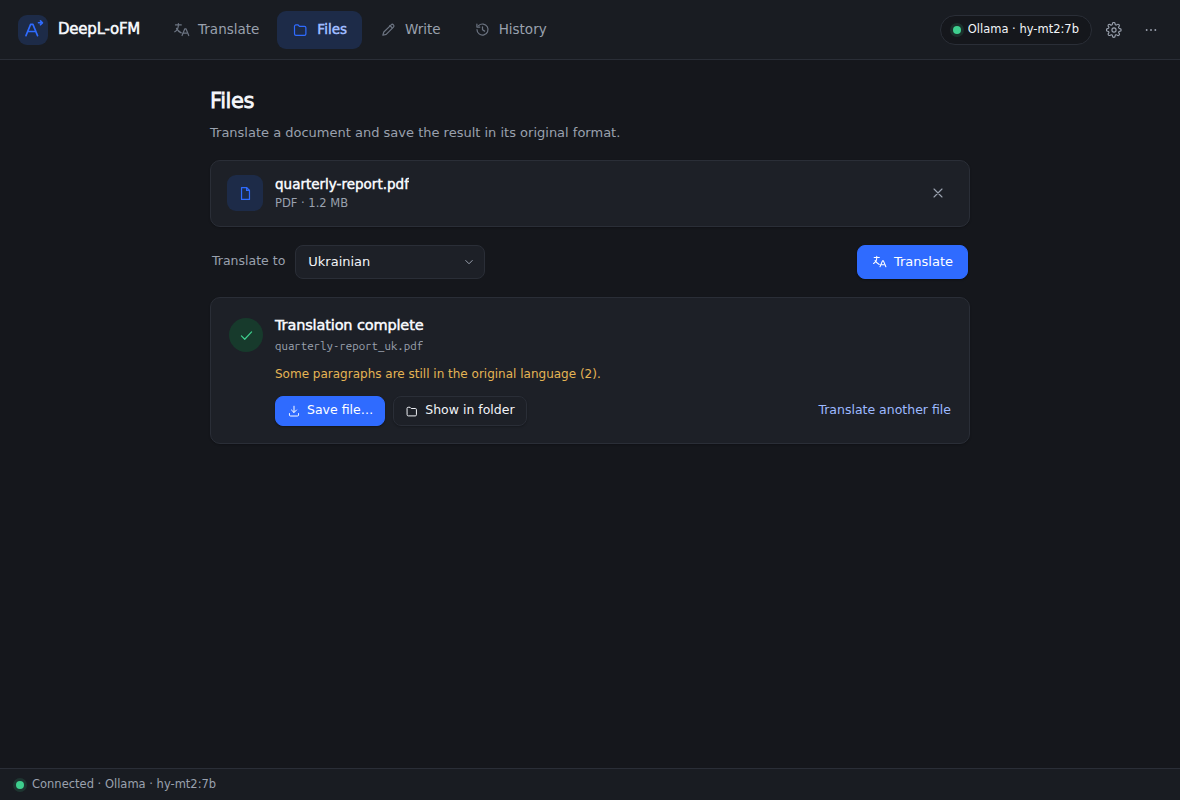 DeepL-oFM
Translate
Files
Write
History
Ollama · hy-mt2:7b
Files
Translate a document and save the result in its original format.
quarterly-report.pdf
PDF · 1.2 MB
Translate to
Ukrainian
Translate
Translation complete
quarterly-report_uk.pdf
Some paragraphs are still in the original language (2).
Save file…
Show in folder
Translate another file
Connected · Ollama · hy-mt2:7b